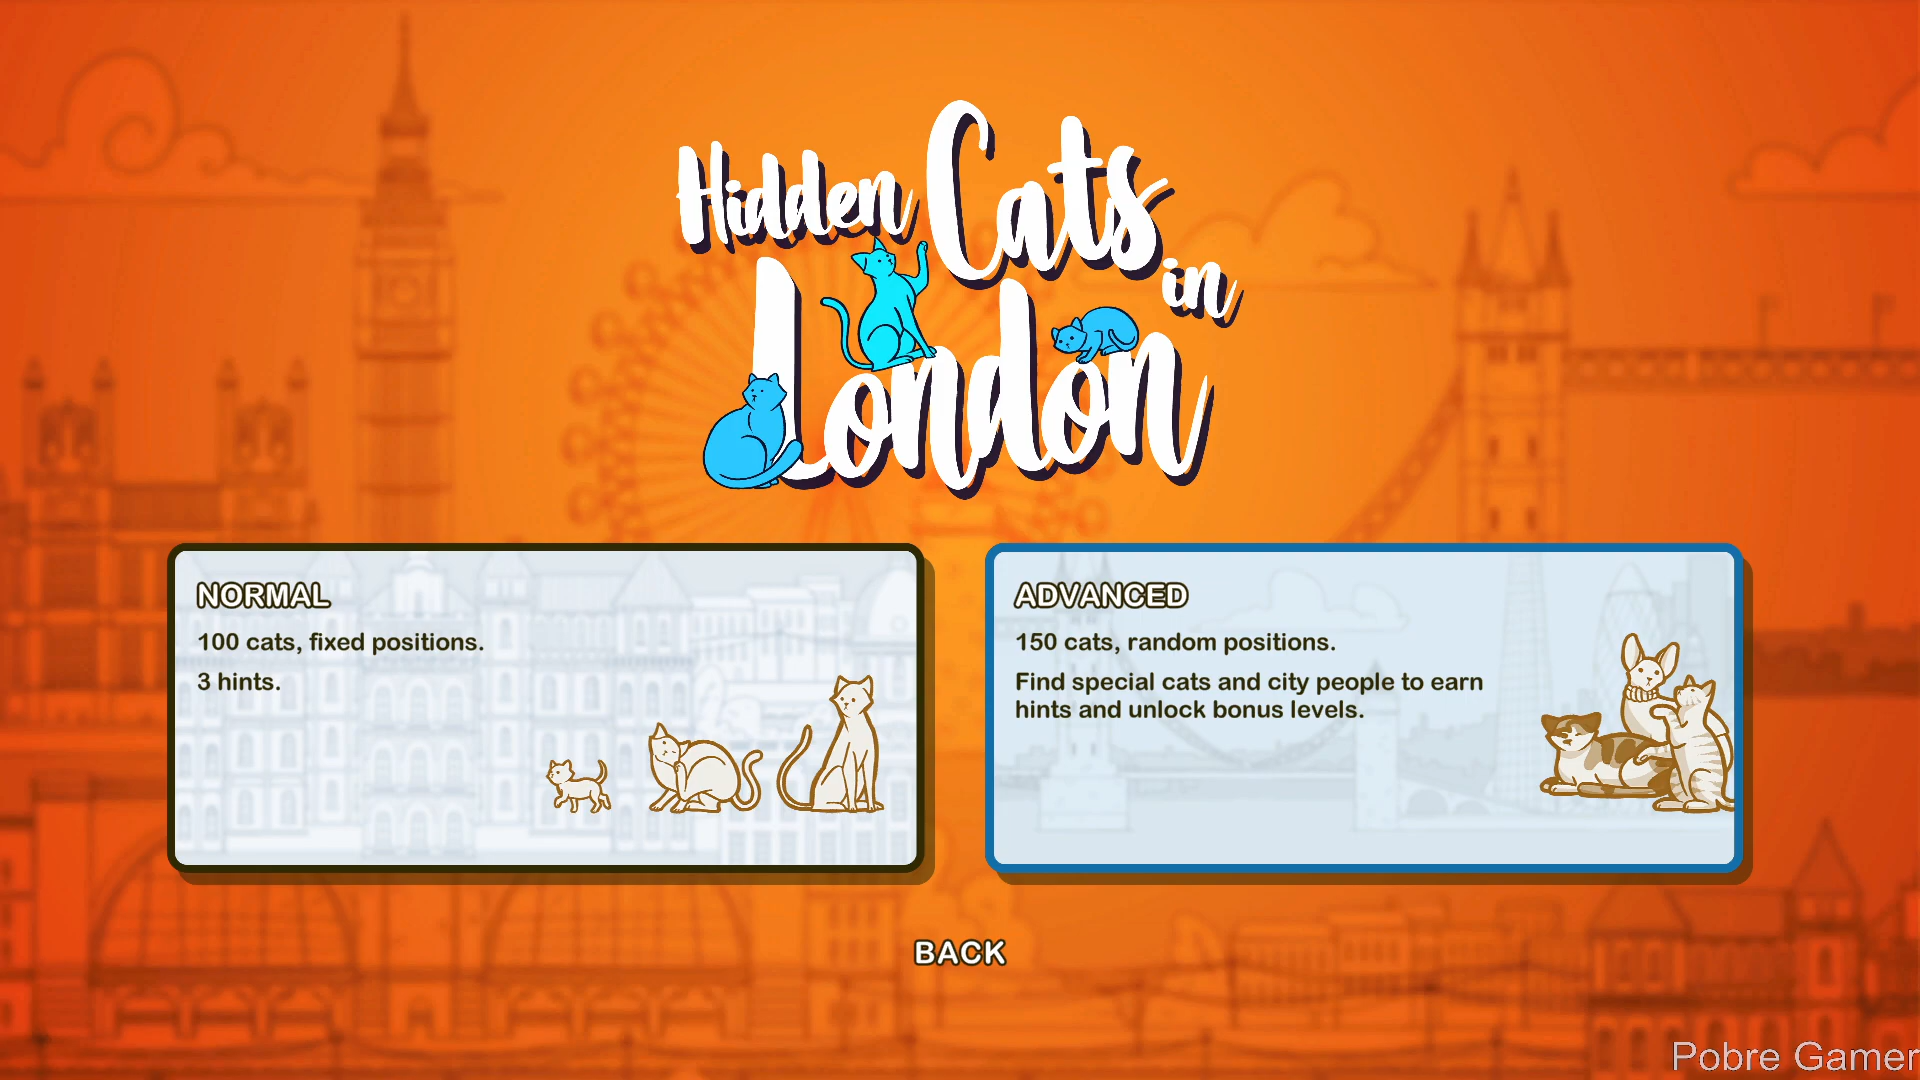 Hidden Cats
in
London
NORMAL
100 cats, fixed positions.
3 hints.
ADVANCED
150 cats, random positions.
Find special cats and city people to earn
hints and unlock bonus levels.
BACK
Pobre Gamer